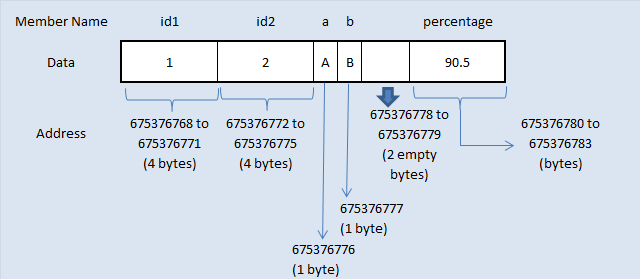 Member Name id1 id2 a b percentage
Data 1 2 A B 90.5
Address 675376768 to 675376771 (4 bytes)
675376772 to 675376775 (4 bytes)
675376778 to 675376779 (2 empty bytes)
675376780 to 675376783 (bytes)
675376777 (1 byte)
675376776 (1 byte)